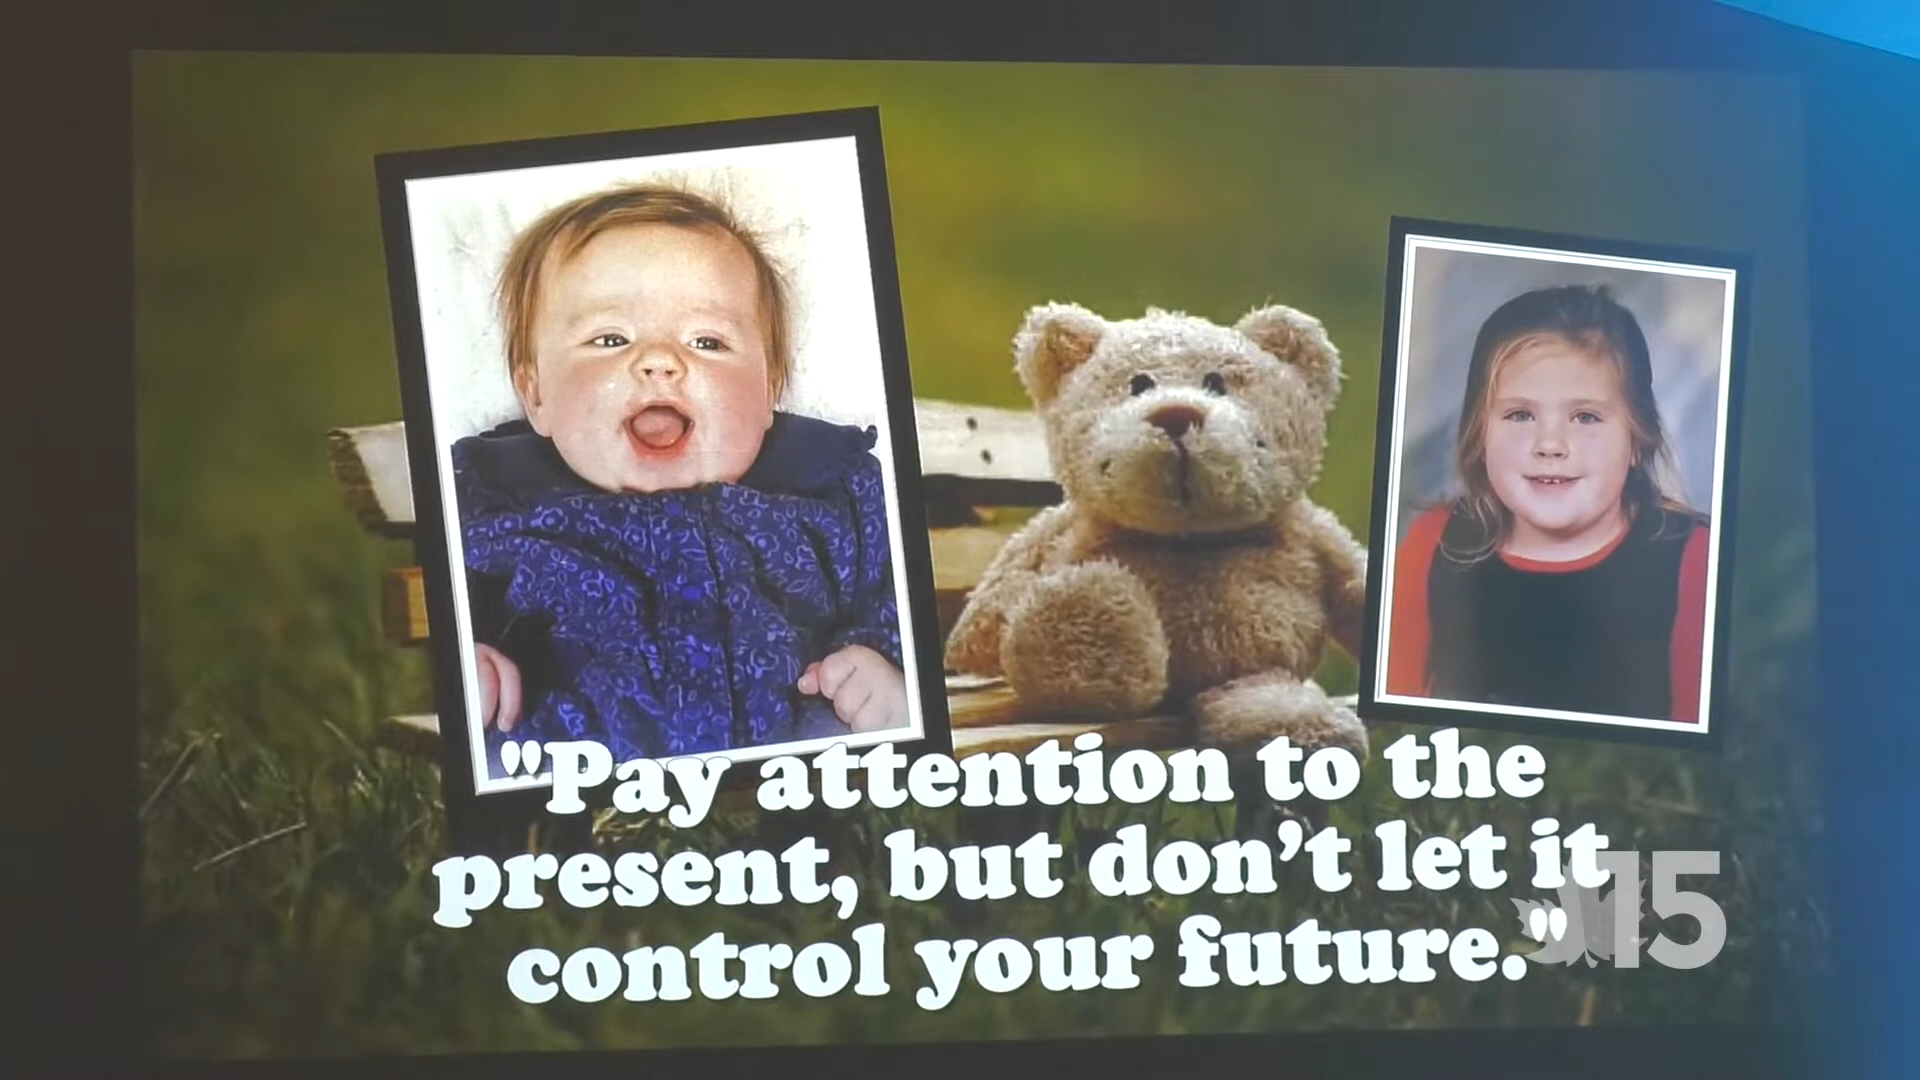 "Pay attention to the
present, but don't let it
control your future."
15